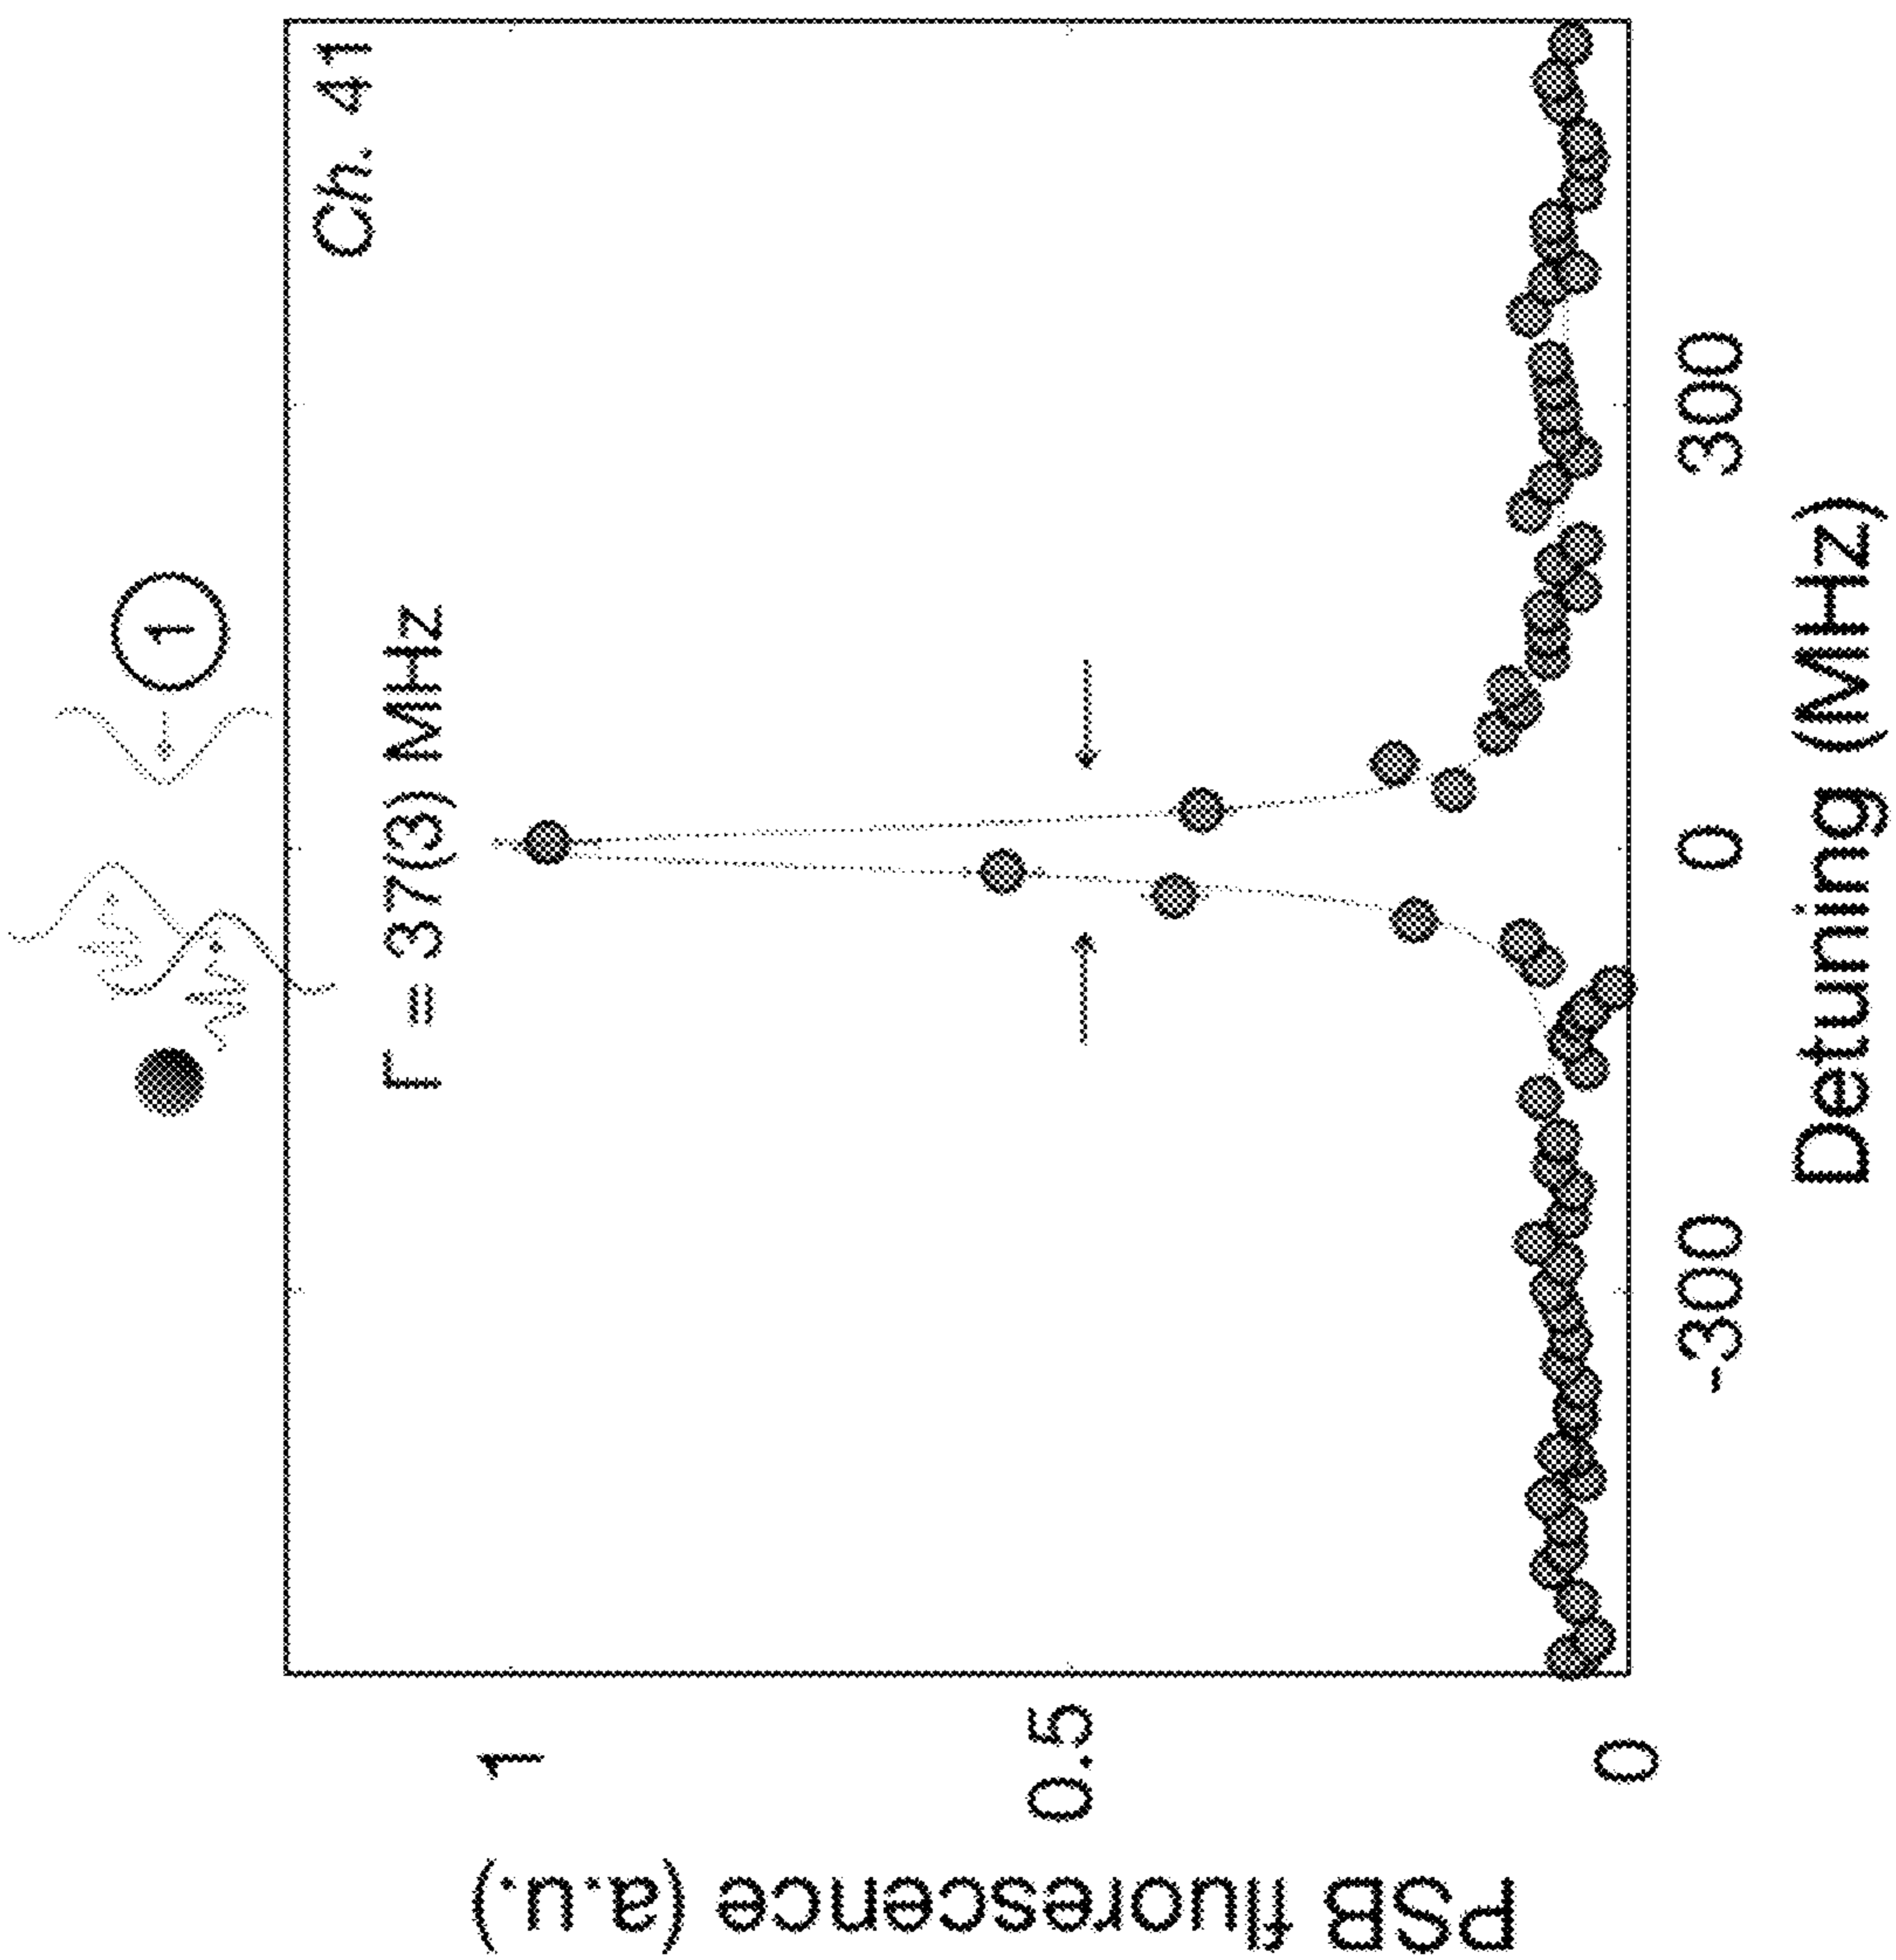 1
Ch. 41
Γ = 37(3) MHz
PSB fluorescence (a.u.)
1
0.5
0
-300
0
300
Detuning (MHz)